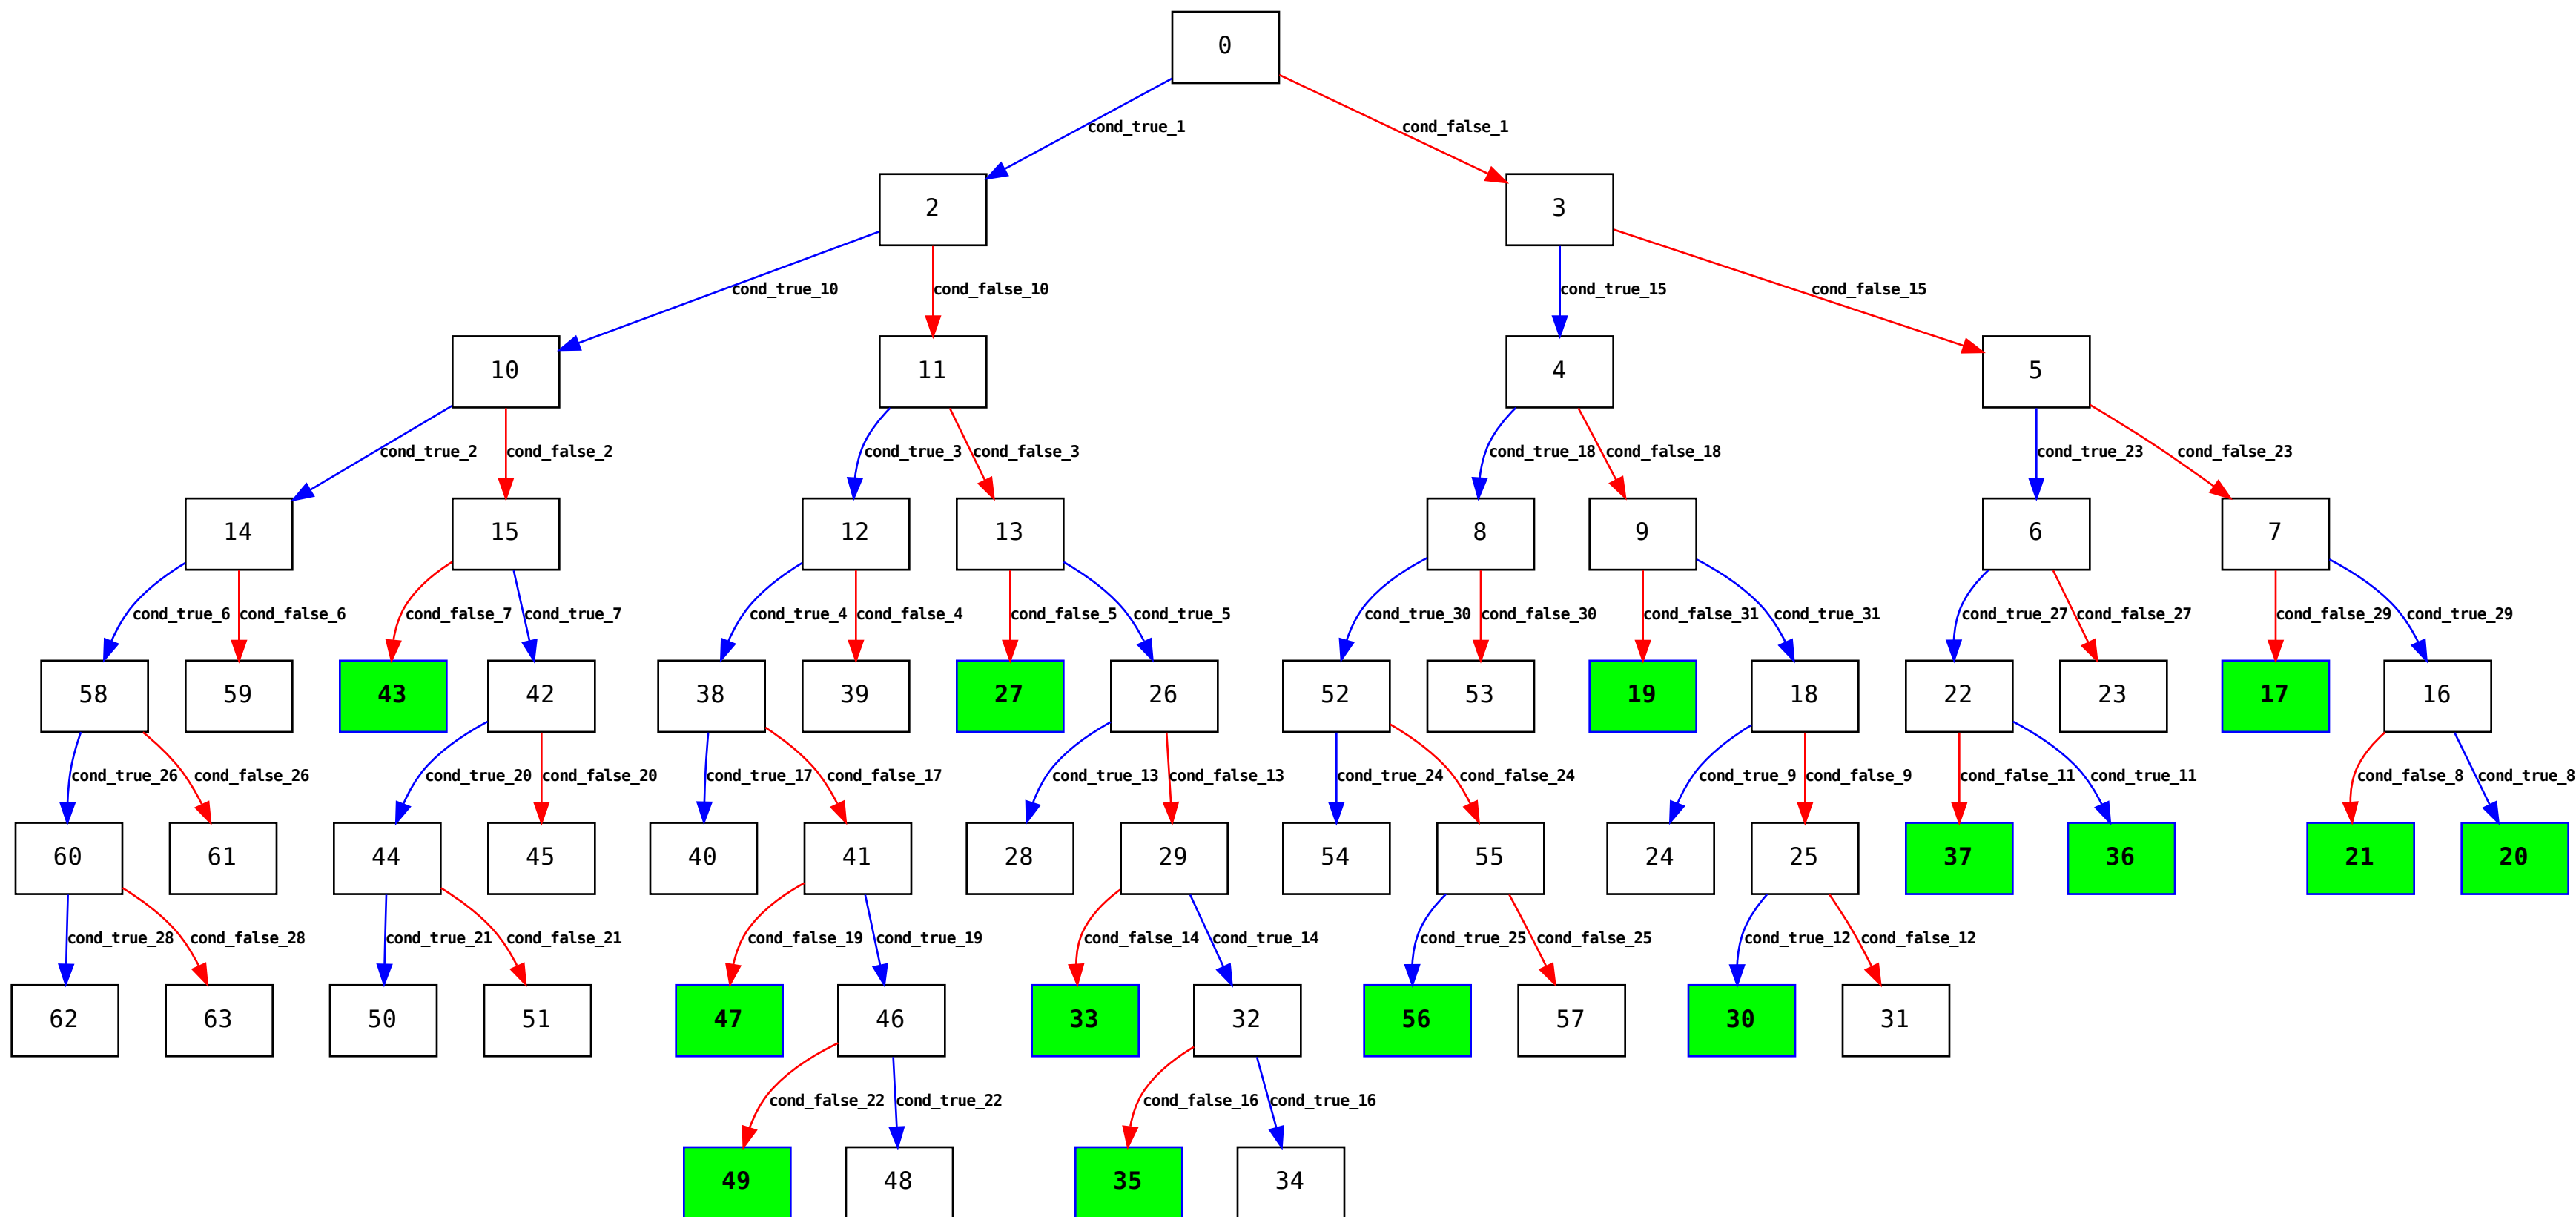 0
cond_true_1 cond_false_1
2 3
cond_true_10 cond_false_10 cond_true_15 cond_false_15
10 11 4 5
cond_true_2 cond_false_2 cond_true_3 cond_false_3 cond_true_18 cond_false_18 cond_true_23 cond_false_23
14 15 12 13 8 9 6 7
cond_true_6 cond_false_6 cond_false_7 cond_true_7 cond_true_4 cond_false_4 cond_false_5 cond_true_5 cond_true_30 cond_false_30 cond_false_31 cond_true_31 cond_true_27 cond_false_27 cond_false_29 cond_true_29
58 59 43 42 38 39 27 26 52 53 19 18 22 23 17 16
cond_true_26 cond_false_26 cond_true_20 cond_false_20 cond_true_17 cond_false_17 cond_true_13 cond_false_13 cond_true_24 cond_false_24 cond_true_9 cond_false_9 cond_false_11 cond_true_11 cond_false_8 cond_true_8
60 61 44 45 40 41 28 29 54 55 24 25 37 36 21 20
cond_true_28 cond_false_28 cond_true_21 cond_false_21 cond_false_19 cond_true_19 cond_false_14 cond_true_14 cond_true_25 cond_false_25 cond_true_12 cond_false_12
62 63 50 51 47 46 33 32 56 57 30 31
cond_false_22 cond_true_22 cond_false_16 cond_true_16
49 48 35 34